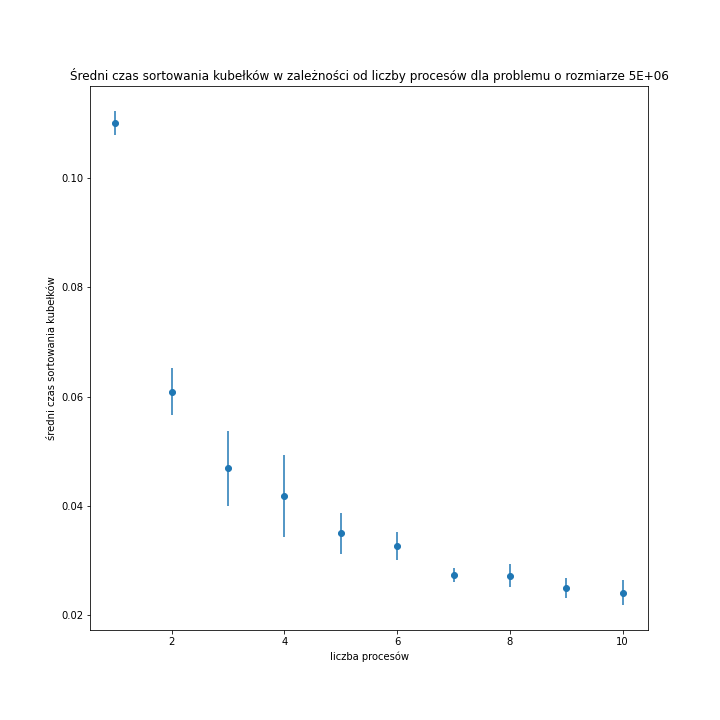 Średni czas sortowania kubełków w zależności od liczby procesów dla problemu o rozmiarze 5E+06
średni czas sortowania kubełków
0.10
0.08
0.06
0.04
0.02
2 4 6 8 10
liczba procesów